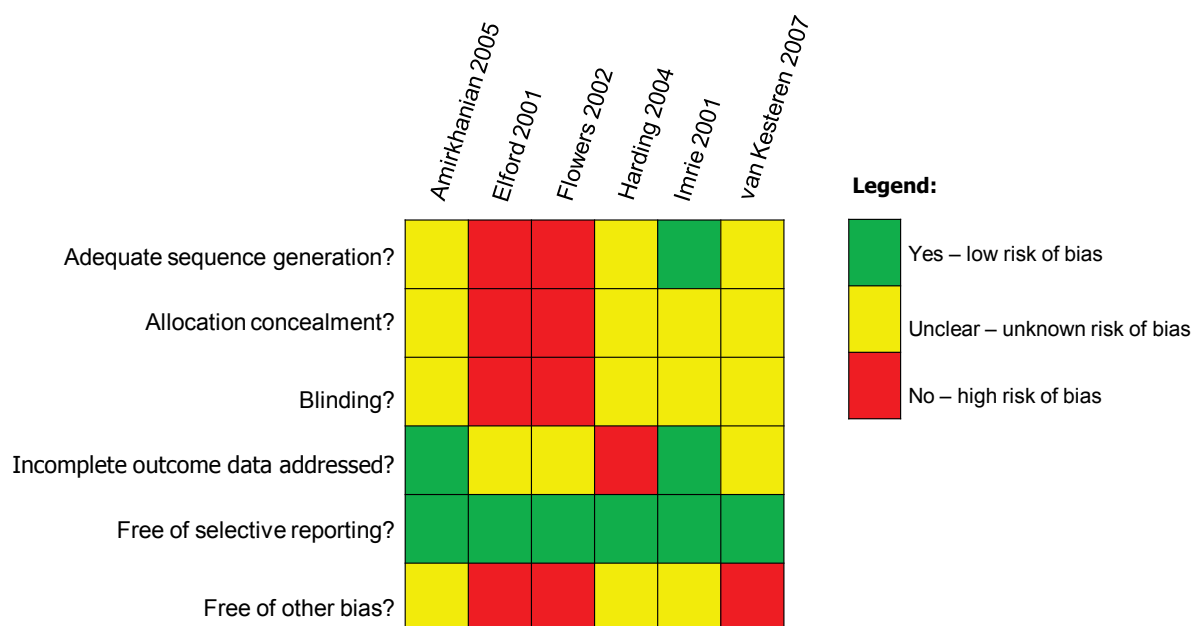 Amirkhanian 2005
Elford 2001
Flowers 2002
Harding 2004
Imrie 2001
van Kesteren 2007
Legend:
Yes – low risk of bias
Unclear – unknown risk of bias
No – high risk of bias
Adequate sequence generation?
Allocation concealment?
Blinding?
Incomplete outcome data addressed?
Free of selective reporting?
Free of other bias?